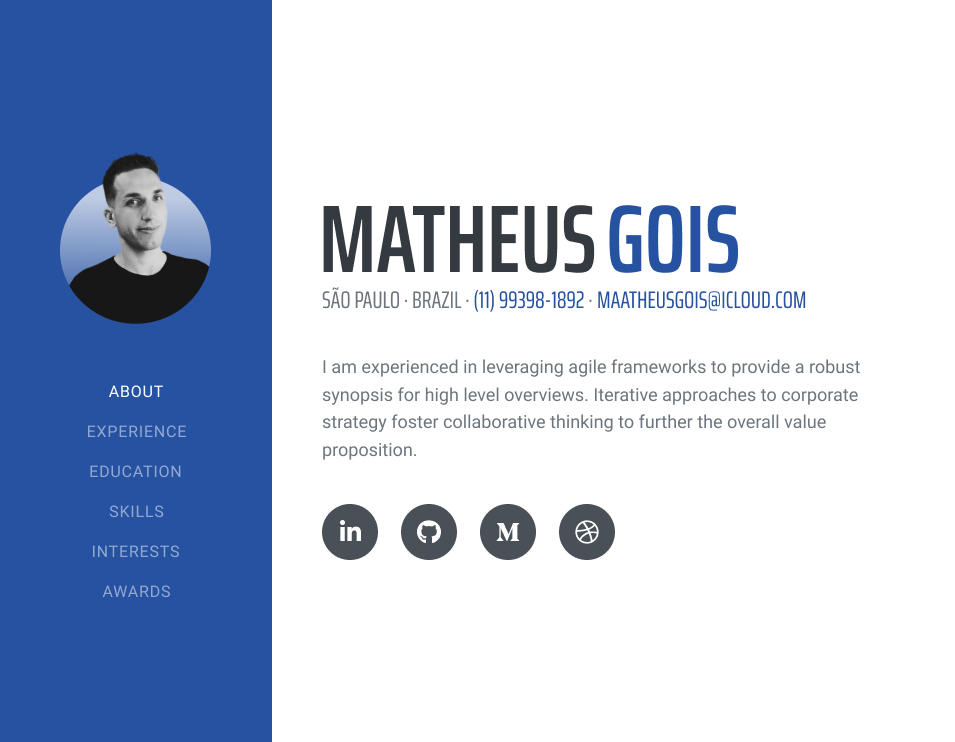 ABOUT
EXPERIENCE
EDUCATION
SKILLS
INTERESTS
AWARDS
MATHEUS GOIS
SÃO PAULO · BRAZIL · (11) 99398-1892 · MAATHEUSGOIS@ICLOUD.COM
I am experienced in leveraging agile frameworks to provide a robust
synopsis for high level overviews. Iterative approaches to corporate
strategy foster collaborative thinking to further the overall value
proposition.
in
M